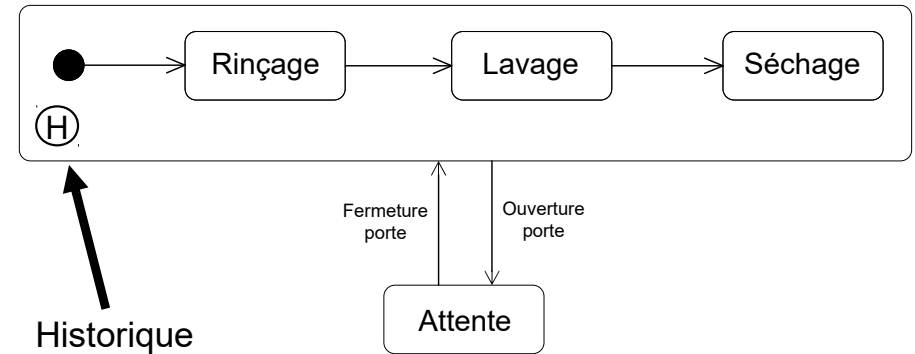 Rinçage
Lavage
Séchage
H
Fermeture
porte
Ouverture
porte
Attente
Historique